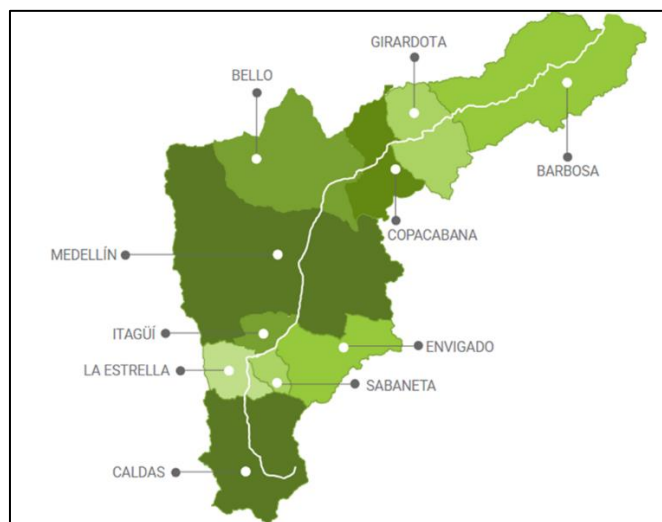 GIRARDOTA
BELLO
BARBOSA
COPACABANA
MEDELLÍN
ITAGÜÍ
ENVIGADO
LA ESTRELLA
SABANETA
CALDAS